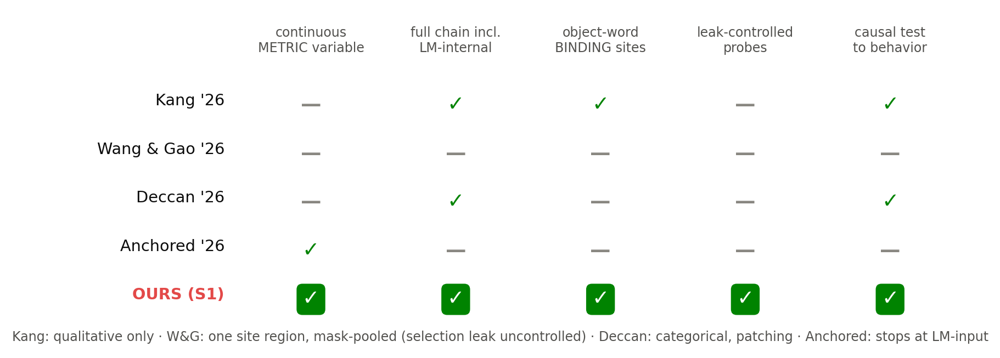 continuous full chain incl. object-word leak-controlled causal test
METRIC variable LM-internal BINDING sites probes to behavior
Kang '26 — ✓ ✓ — ✓
Wang & Gao '26 — — — — —
Deccan '26 — ✓ — — ✓
Anchored '26 ✓ — — — —
OURS (S1) ✓ ✓ ✓ ✓ ✓
Kang: qualitative only · W&G: one site region, mask-pooled (selection leak uncontrolled) · Deccan: categorical, patching · Anchored: stops at LM-input